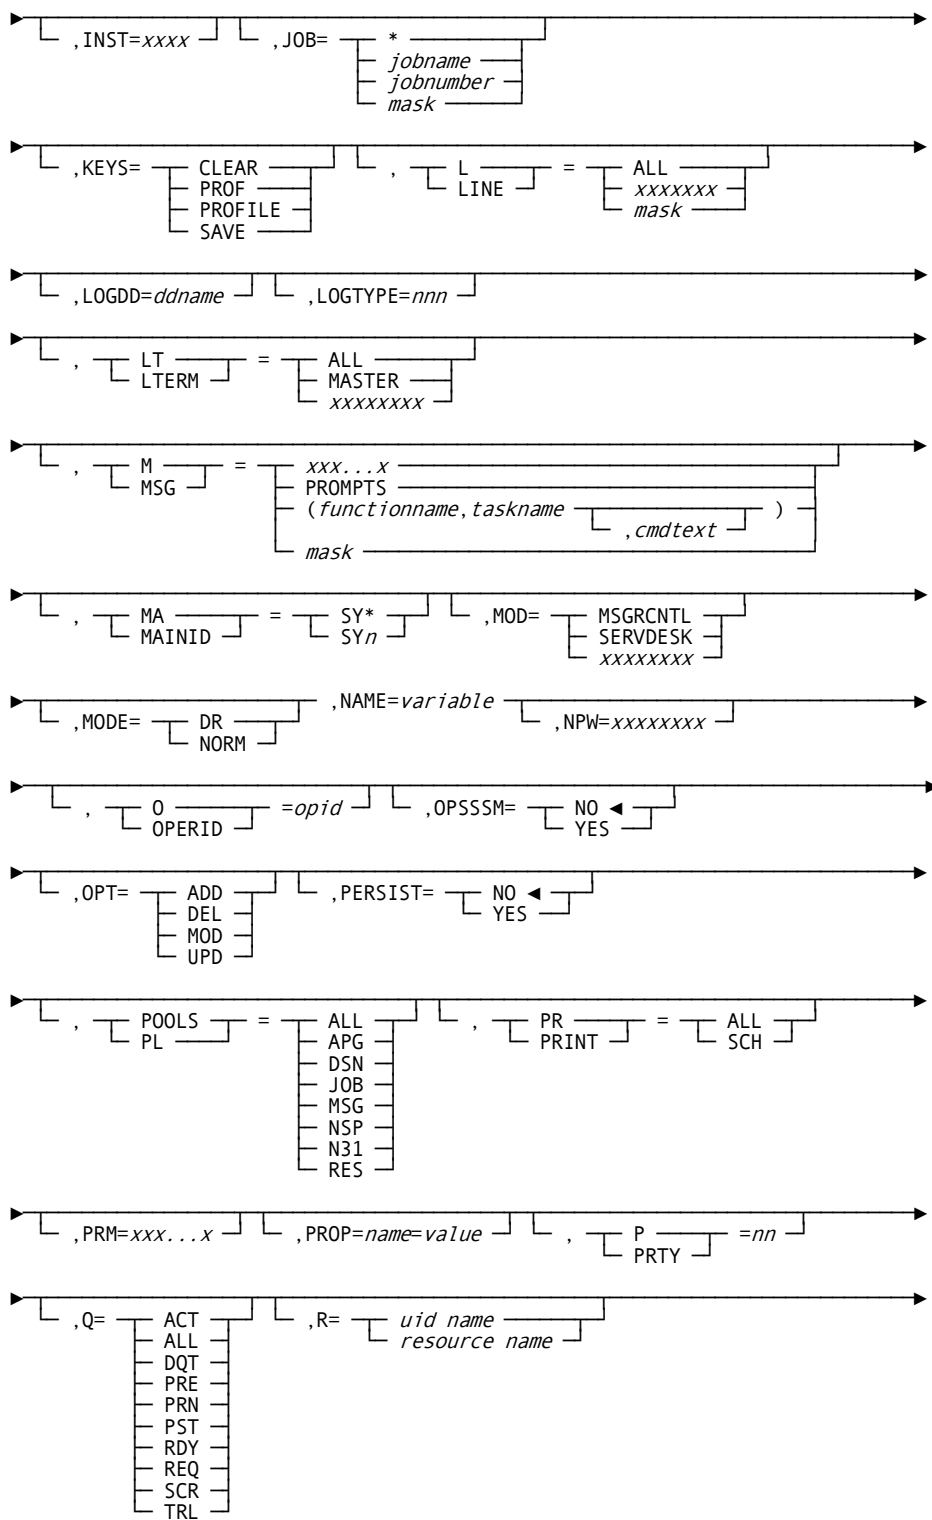 ,INST=xxxx ,JOB= *
jobname
jobnumber
mask
,KEYS= CLEAR , L = ALL
PROF LINE xxxxxxx
PROFILE mask
SAVE
,LOGDD=ddname ,LOGTYPE=nnn
, LT = ALL
LTERM MASTER
xxxxxxxx
, M = xxx...x
MSG PROMPTS
(functionname,taskname )
,cmdtext
mask
, MA = SY* ,MOD= MSGRCNTL
MAINID SYn SERVDESK
xxxxxxxx
,MODE= DR ,NAME=variable ,NPW=xxxxxxxx
NORM
, O =opid ,OPSSSM= NO ◄
OPERID YES
,OPT= ADD ,PERSIST= NO ◄
DEL YES
MOD
UPD
, POOLS = ALL , PR = ALL
PL APG PRINT SCH
DSN
JOB
MSG
NSP
N31
RES
,PRM=xxx...x ,PROP=name=value , P =nn
PRTY
,Q= ACT ,R= uid name
ALL resource name
DQT
PRE
PRN
PST
RDY
REQ
SCR
TRL